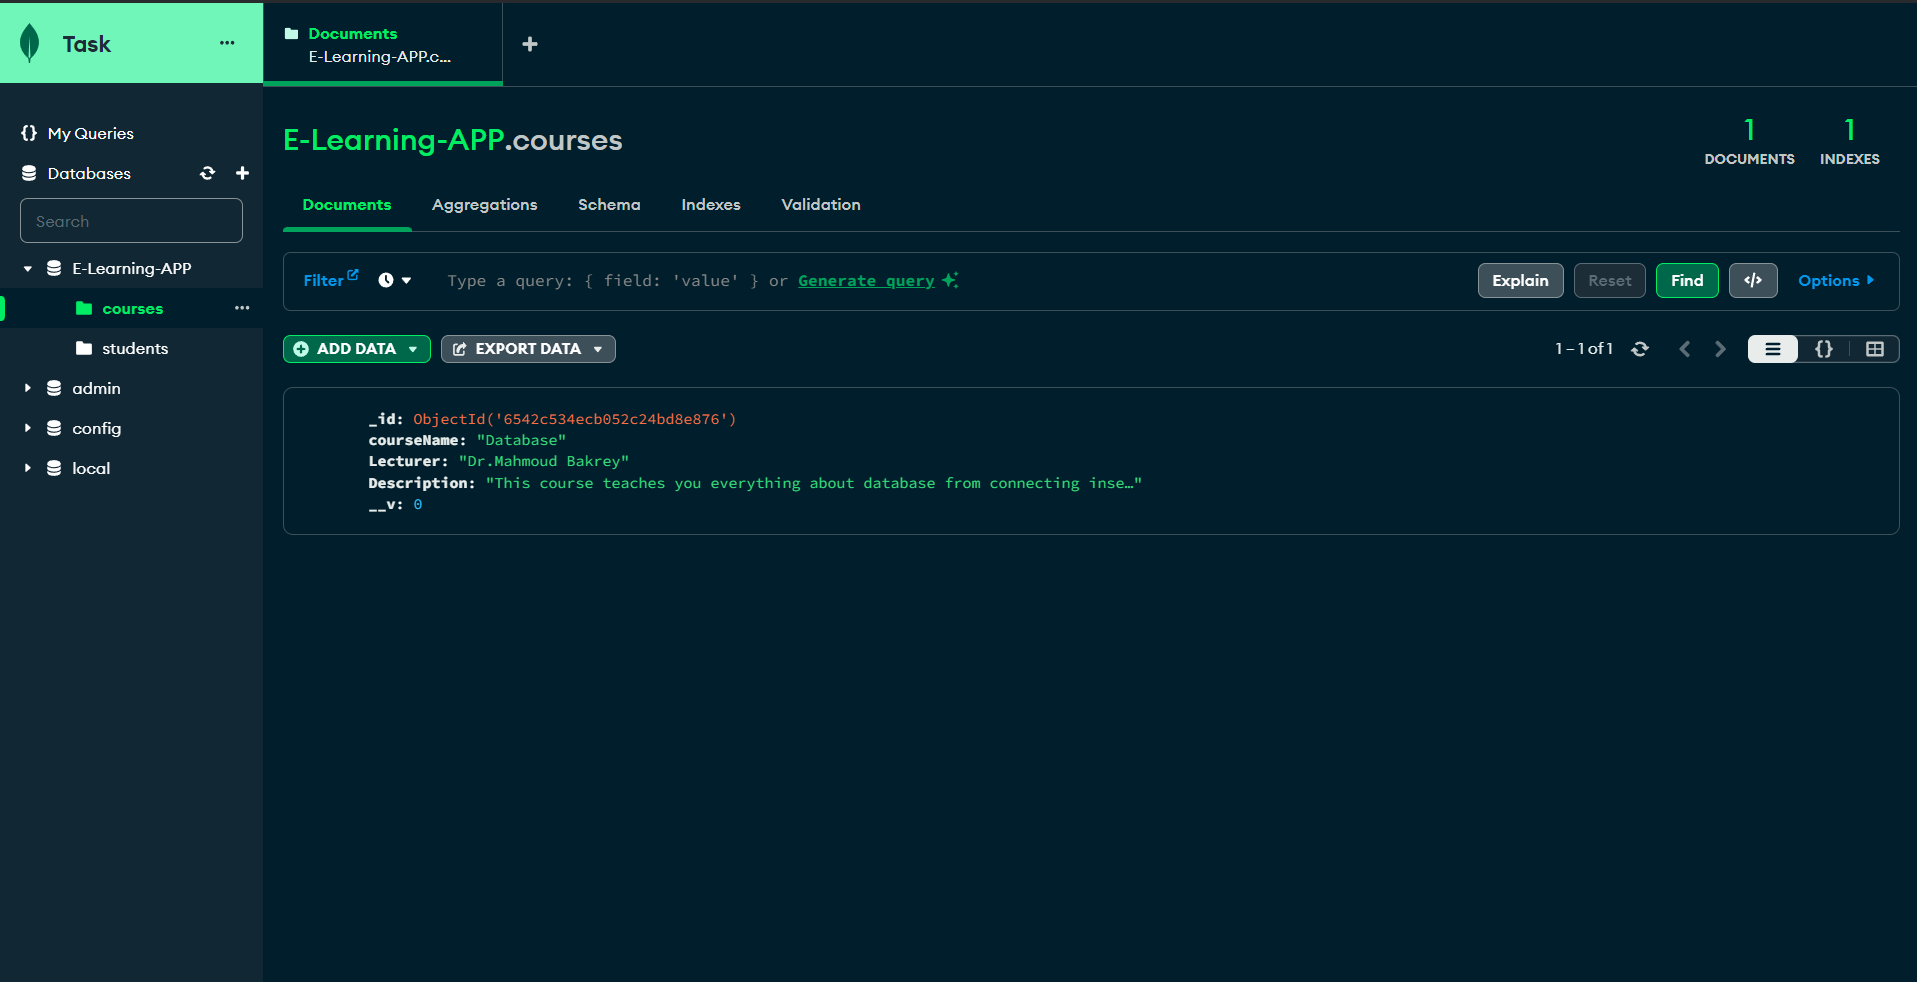 Task
Documents
E-Learning-APP.c...
My Queries
Databases
Search
E-Learning-APP
courses
students
admin
config
local
E-Learning-APP.courses
1
DOCUMENTS
1
INDEXES
Documents
Aggregations
Schema
Indexes
Validation
Filter
Type a query: { field: 'value' } or Generate query
Explain
Reset
Find
</>
Options
ADD DATA
EXPORT DATA
1 – 1 of 1
{}
_id: ObjectId('6542c534ecb052c24bd8e876')
courseName: "Database"
Lecturer: "Dr.Mahmoud Bakrey"
Description: "This course teaches you everything about database from connecting inse…"
__v: 0